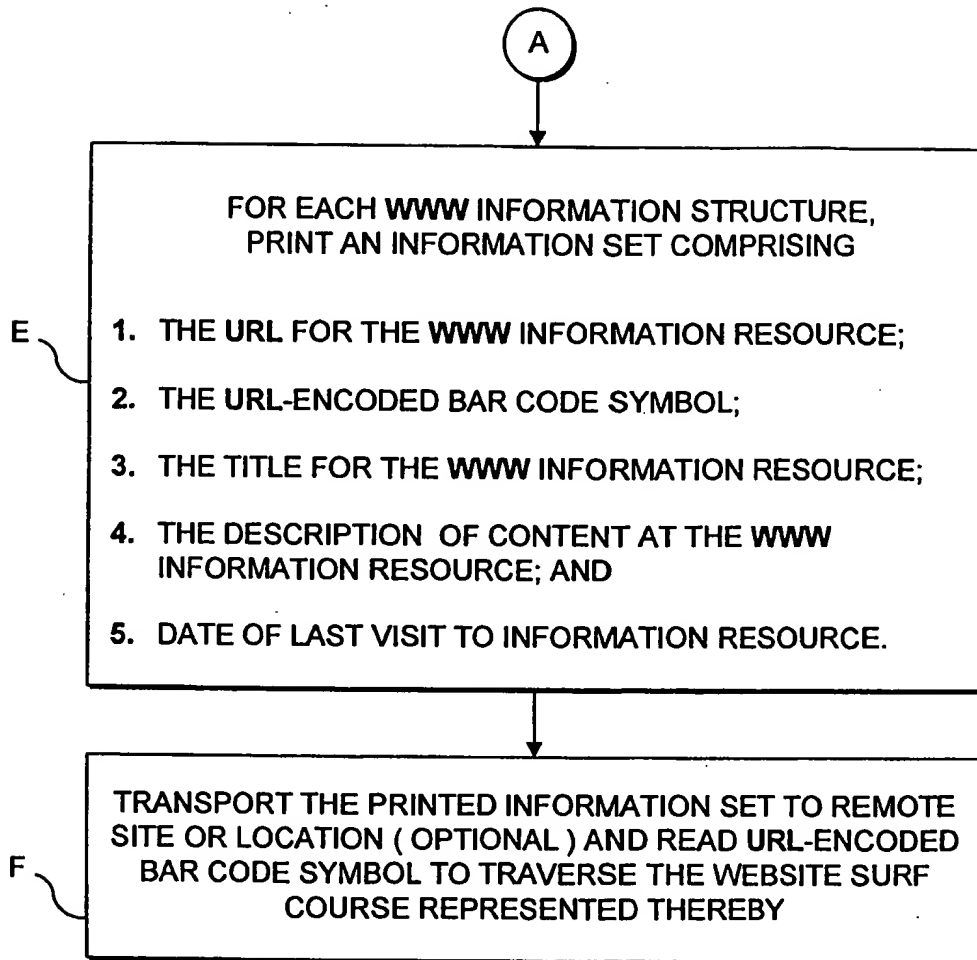 A
FOR EACH WWW INFORMATION STRUCTURE,
PRINT AN INFORMATION SET COMPRISING
E
1. THE URL FOR THE WWW INFORMATION RESOURCE;
2. THE URL-ENCODED BAR CODE SYMBOL;
3. THE TITLE FOR THE WWW INFORMATION RESOURCE;
4. THE DESCRIPTION OF CONTENT AT THE WWW
INFORMATION RESOURCE; AND
5. DATE OF LAST VISIT TO INFORMATION RESOURCE.
TRANSPORT THE PRINTED INFORMATION SET TO REMOTE
SITE OR LOCATION ( OPTIONAL ) AND READ URL-ENCODED
F
BAR CODE SYMBOL TO TRAVERSE THE WEBSITE SURF
COURSE REPRESENTED THEREBY